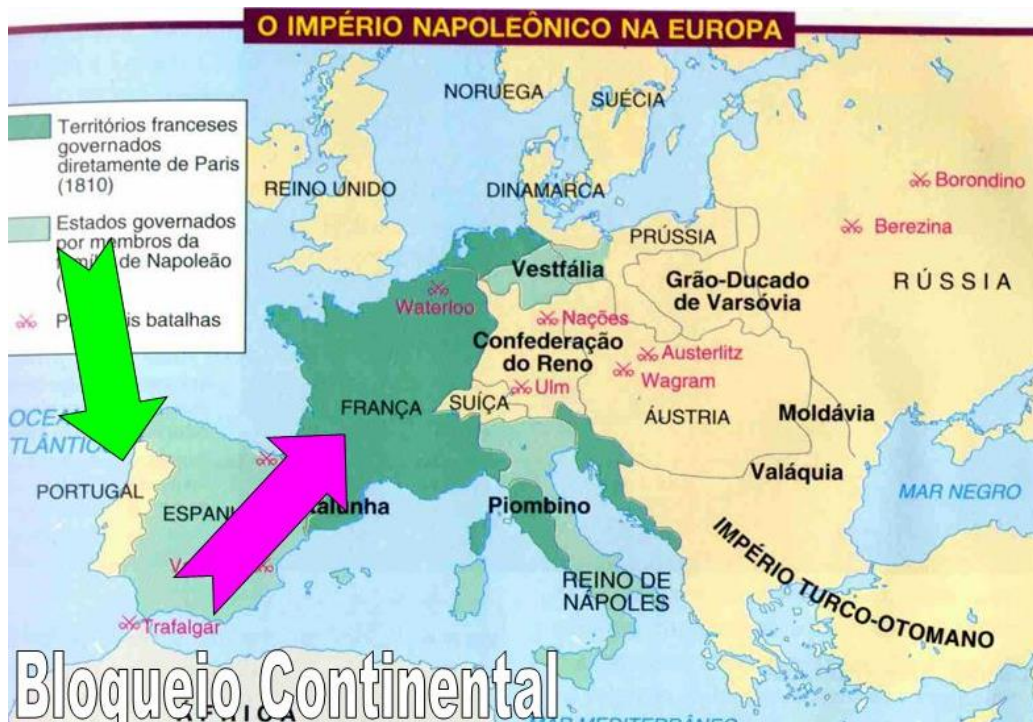 O IMPÉRIO NAPOLEÔNICO NA EUROPA
Territórios franceses
governados
diretamente de Paris
(1810)
Estados governados
por membros da
de Napoleão
(
batalhas
NORUEGA
SUÉCIA
REINO UNIDO
DINAMARCA
Borondino
Berezina
PRÚSSIA
RÚSSIA
Vestfália
Grão-Ducado
de Varsóvia
Waterloo
Nações
Confederação
do Reno
Austerlitz
Wagram
Ulm
FRANÇA
SUÍÇA
ÁUSTRIA
Moldávia
Valáquia
MAR NEGRO
PORTUGAL
Piombino
REINO DE
NÁPOLES
IMPÉRIO TURCO-OTOMANO
Trafalgar
Bloqueio Continental